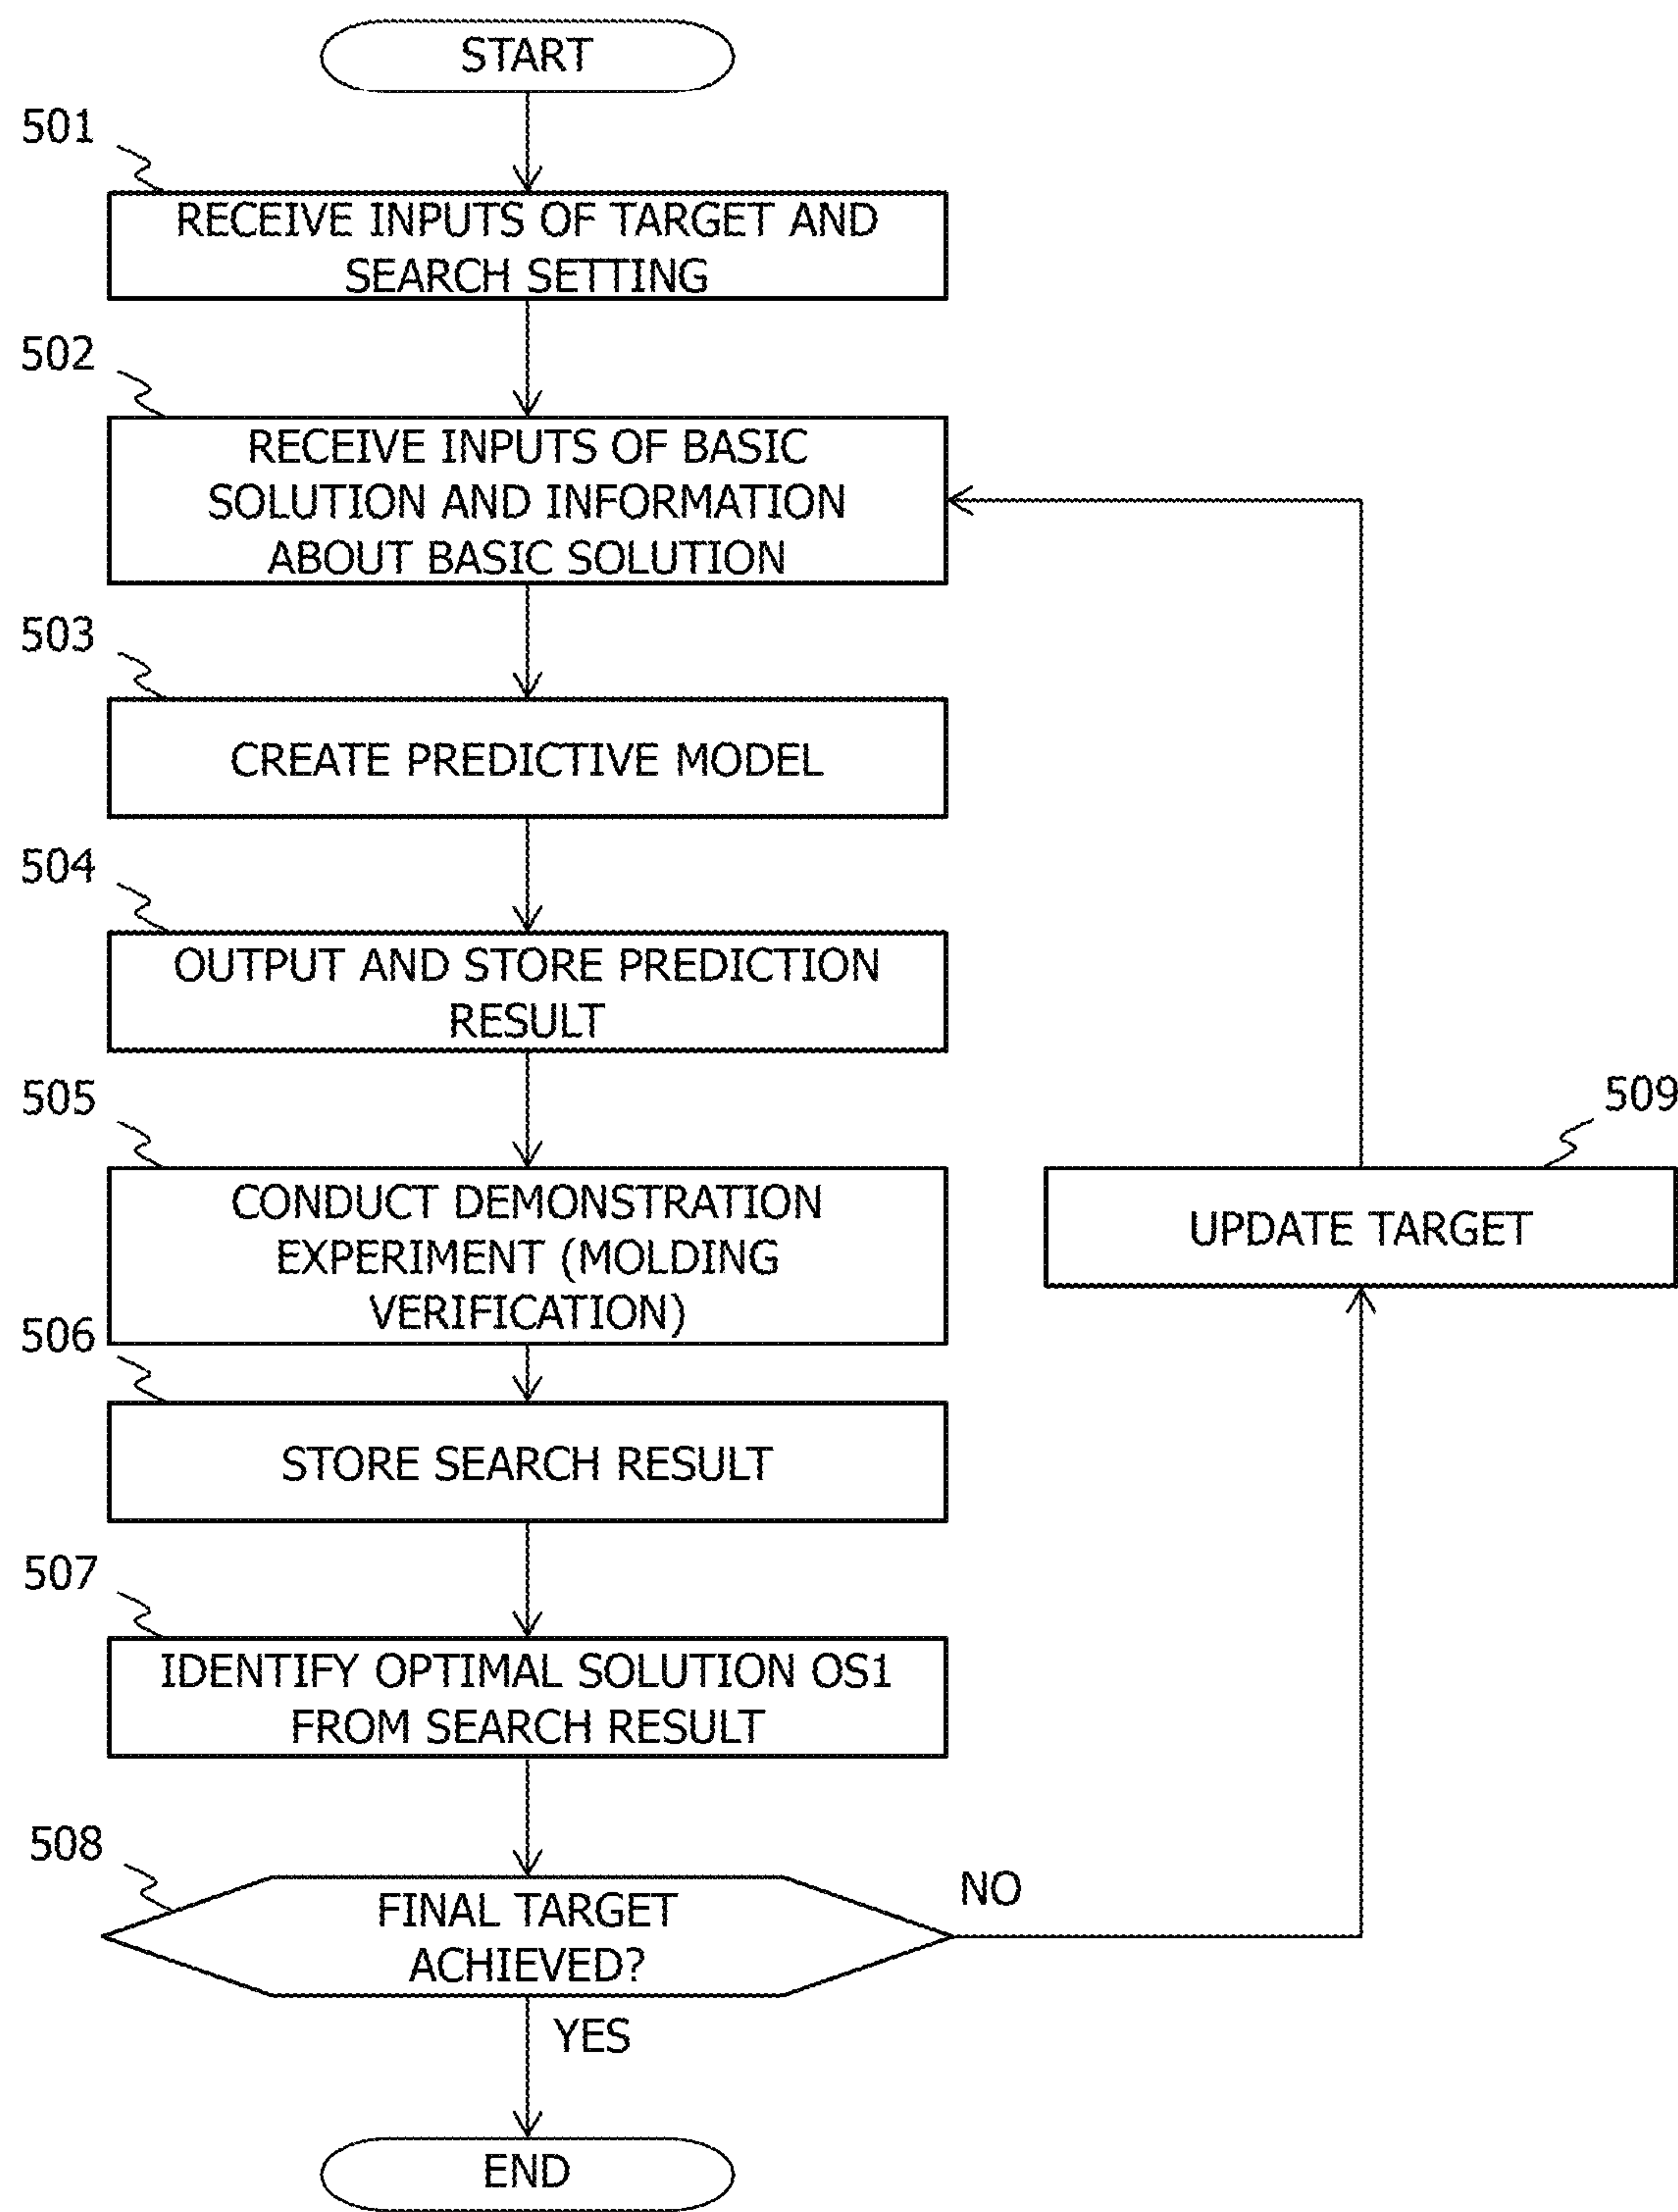 START
501
RECEIVE INPUTS OF TARGET AND
SEARCH SETTING
502
RECEIVE INPUTS OF BASIC
SOLUTION AND INFORMATION
ABOUT BASIC SOLUTION
503
CREATE PREDICTIVE MODEL
504
OUTPUT AND STORE PREDICTION
RESULT
505
CONDUCT DEMONSTRATION
EXPERIMENT (MOLDING
VERIFICATION)
506
STORE SEARCH RESULT
507
IDENTIFY OPTIMAL SOLUTION OS1
FROM SEARCH RESULT
508
FINAL TARGET
ACHIEVED?
NO
YES
509
UPDATE TARGET
END